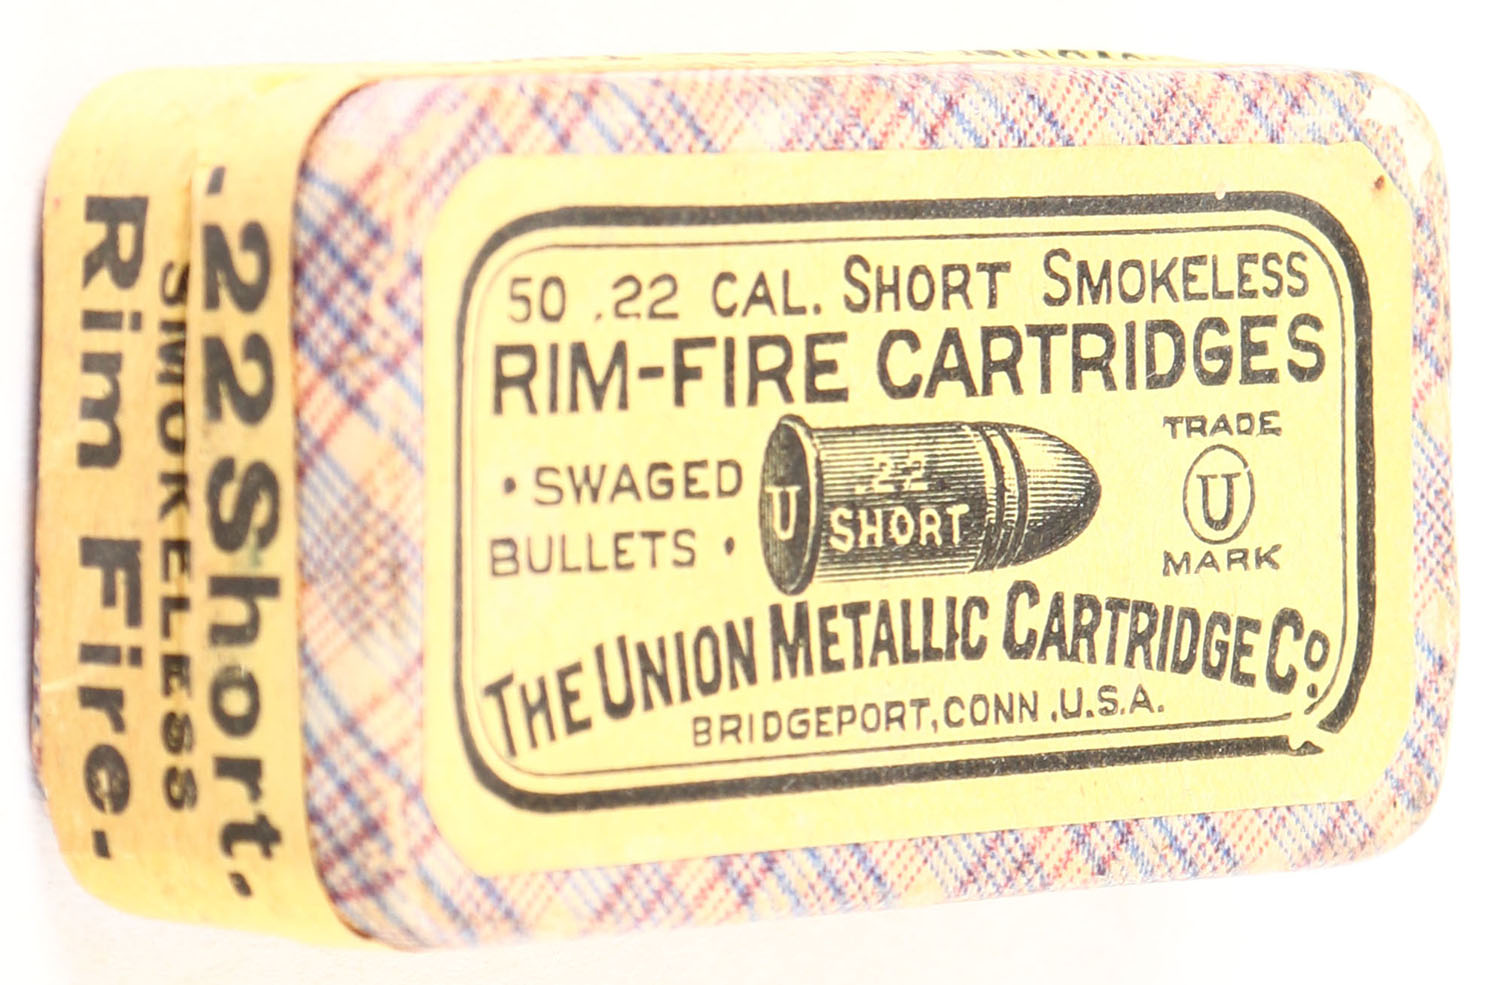 50 .22 CAL. SHORT SMOKELESS
RIM-FIRE CARTRIDGES
• SWAGED
BULLETS •
U
.22
SHORT
TRADE
U
MARK
THE UNION METALLIC CARTRIDGE CO.
BRIDGEPORT, CONN. U.S.A.
.22 Short.
SMOKELESS
Rim Fire.